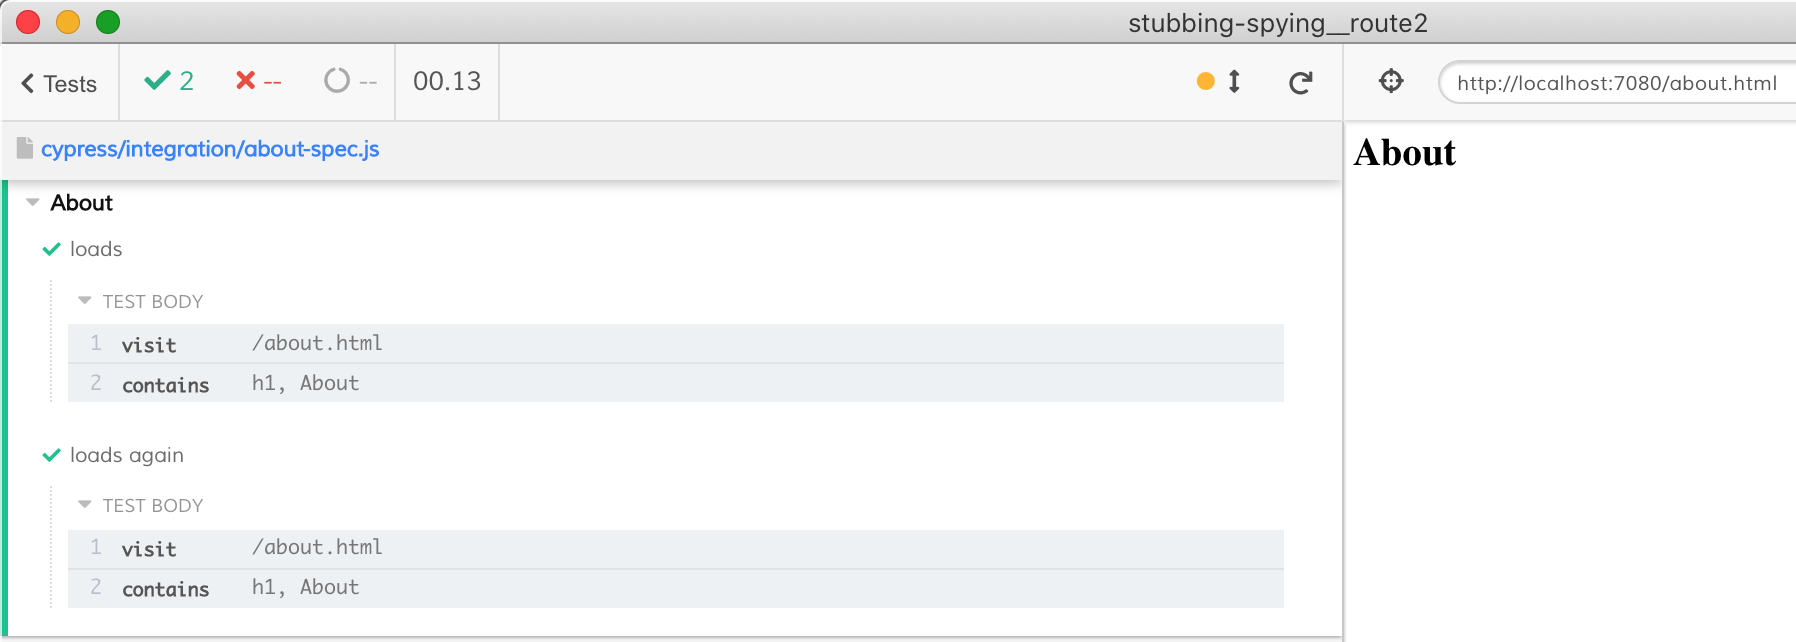 stubbing-spying__route2
Tests 2 -- -- 00.13
http://localhost:7080/about.html
cypress/integration/about-spec.js
About
loads
TEST BODY
1 visit /about.html
2 contains h1, About
loads again
TEST BODY
1 visit /about.html
2 contains h1, About
About